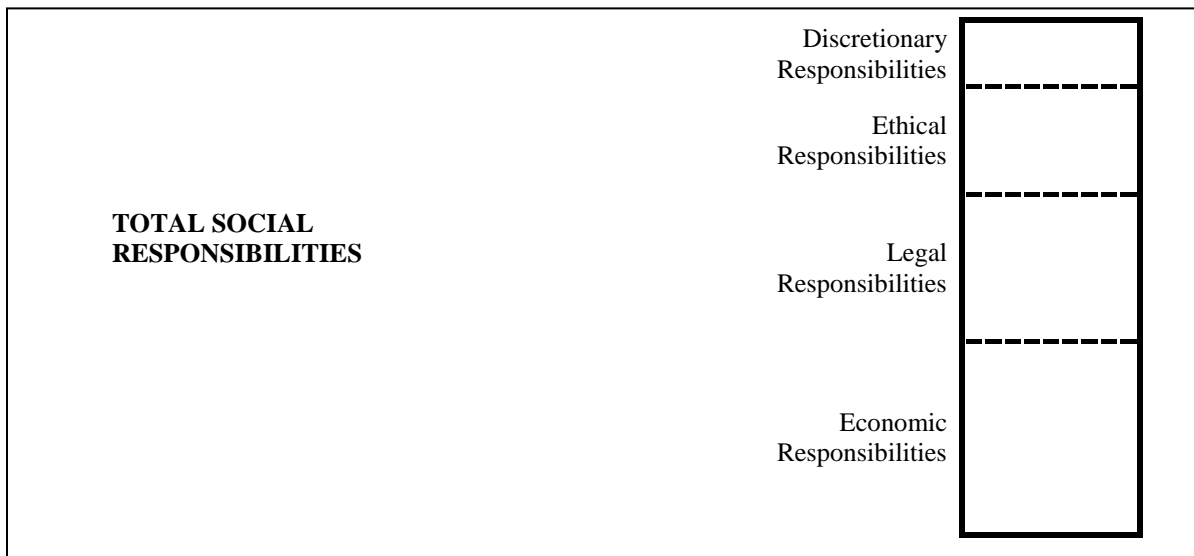 Discretionary
Responsibilities
Ethical
Responsibilities
TOTAL SOCIAL
RESPONSIBILITIES
Legal
Responsibilities
Economic
Responsibilities